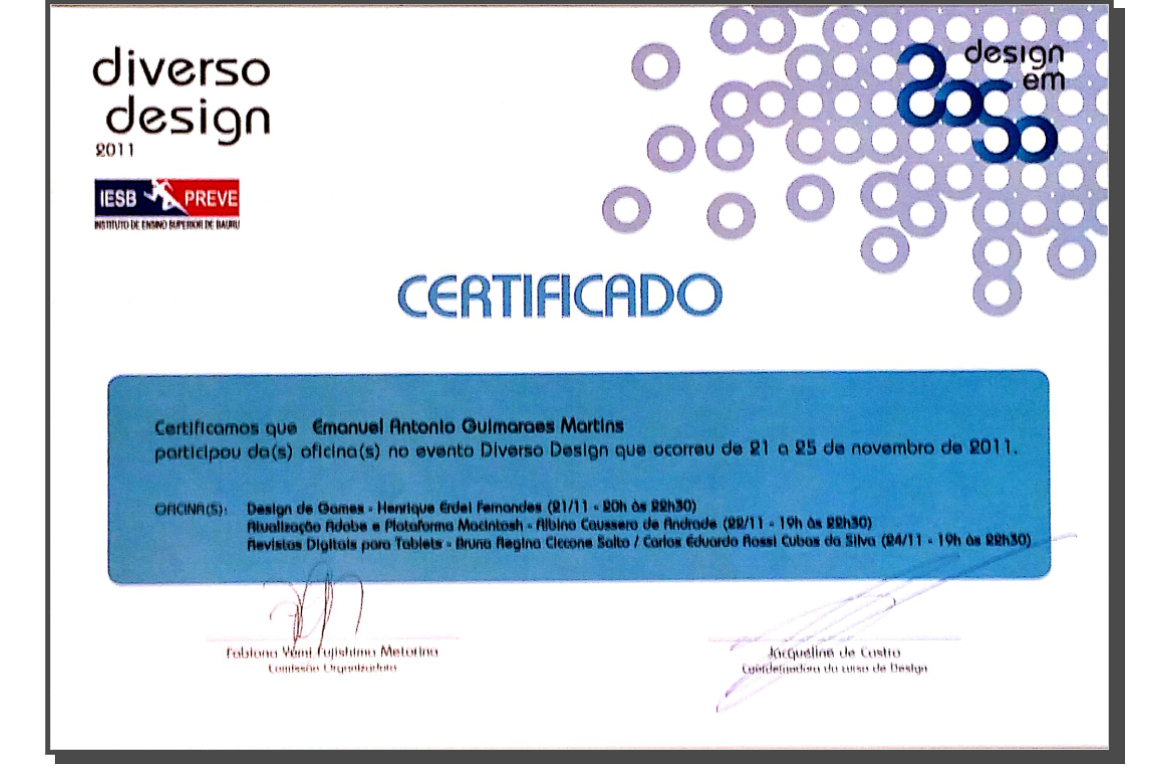 diverso
design
2011
IESB PREVE
INSTITUTO DE ENSINO SUPERIOR DE BAURU
design
em
CERTIFICADO
Certificamos que Emanuel Antonio Guimaraes Martins
participou da(s) oficina(s) no evento Diverso Design que ocorreu de 21 a 25 de novembro de 2011.
OFICINA(S): Design de Games - Henrique Erdei Fernandes (21/11 - 20h às 22h30)
Atualização Adobe e Plataforma Macintosh - Albino Caussero de Andrade (22/11 - 19h às 22h30)
Revistas Digitais para Tablets - Bruna Regina Ciccone Salto / Carlos Eduardo Rossi Cubas da Silva (24/11 - 19h às 22h30)
Fabiana Yumi Fujishima Metorina
Comissão Organizadora
Jacqueline de Castro
Coordenadora do curso de Design